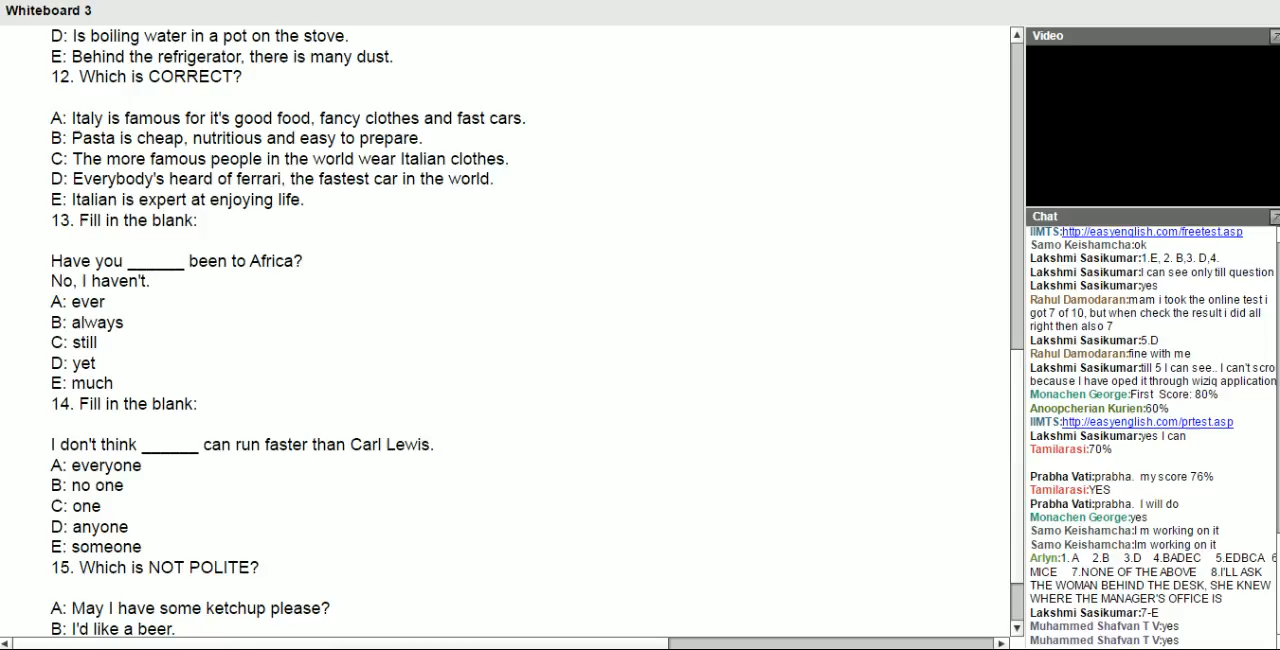 Whiteboard 3
D: Is boiling water in a pot on the stove.
E: Behind the refrigerator, there is many dust.
12. Which is CORRECT?
A: Italy is famous for it's good food, fancy clothes and fast cars.
B: Pasta is cheap, nutritious and easy to prepare.
C: The more famous people in the world wear Italian clothes.
D: Everybody's heard of ferrari, the fastest car in the world.
E: Italian is expert at enjoying life.
13. Fill in the blank:
Have you ______ been to Africa?
No, I haven't.
A: ever
B: always
C: still
D: yet
E: much
14. Fill in the blank:
I don't think ______ can run faster than Carl Lewis.
A: everyone
B: no one
C: one
D: anyone
E: someone
15. Which is NOT POLITE?
A: May I have some ketchup please?
B: I'd like a beer.
Video
Chat
IIMTS:http://easyenglish.com/freetest.asp
Samo Keishamcha:ok
Lakshmi Sasikumar:1.E, 2. B,3. D,4.
Lakshmi Sasikumar:I can see only till question
Lakshmi Sasikumar:yes
Rahul Damodaran:mam i took the online test i
got 7 of 10, but when check the result i did all
right then also 7
Lakshmi Sasikumar:5.D
Rahul Damodaran:fine with me
Lakshmi Sasikumar:till 5 I can see.. I can't scro
because I have oped it through wiziq application
Monachen George:First Score: 80%
Anoopcherian Kurien:60%
IIMTS:http://easyenglish.com/prtest.asp
Lakshmi Sasikumar:yes I can
Tamilarasi:70%
Prabha Vati:prabha. my score 76%
Tamilarasi:YES
Prabha Vati:prabha. I will do
Monachen George:yes
Samo Keishamcha:I m working on it
Samo Keishamcha:Im working on it
Arlyn:1. A 2.B 3.D 4.BADEC 5.EDBCA 6
MICE 7.NONE OF THE ABOVE 8.I'LL ASK
THE WOMAN BEHIND THE DESK, SHE KNEW
WHERE THE MANAGER'S OFFICE IS
Lakshmi Sasikumar:7-E
Muhammed Shafvan T V:yes
Muhammed Shafvan T V:yes